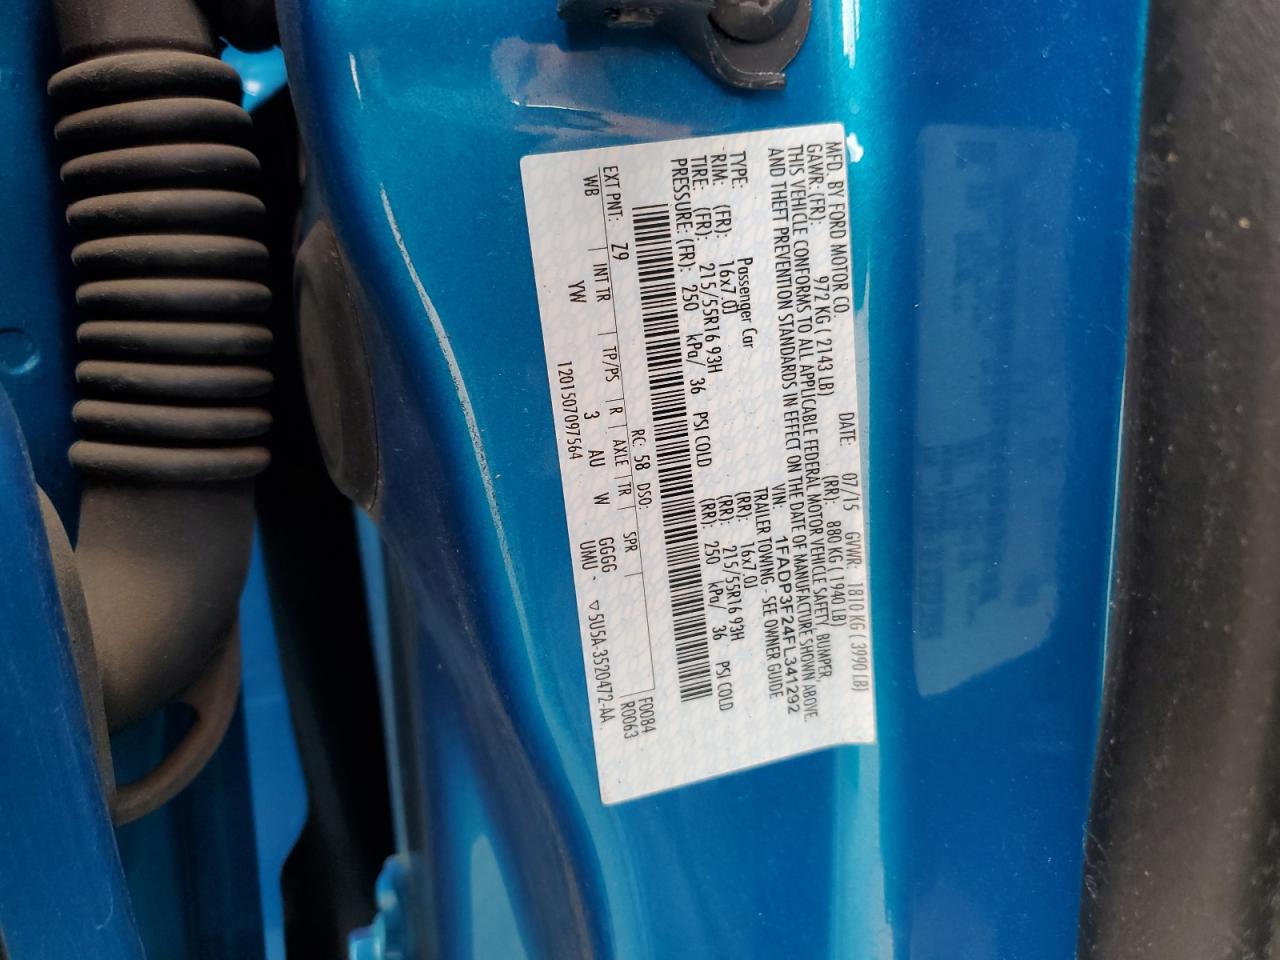 MFD. BY FORD MOTOR CO. DATE: 07/15 GVWR: 1810 KG ( 3990 LB)
GAWR: (FR): 972 KG ( 2143 LB) (RR): 880 KG ( 1940 LB)
THIS VEHICLE CONFORMS TO ALL APPLICABLE FEDERAL MOTOR VEHICLE SAFETY, BUMPER,
AND THEFT PREVENTION STANDARDS IN EFFECT ON THE DATE OF MANUFACTURE SHOWN ABOVE.
VIN: 1FADP3F24FL341292
TYPE: Passenger Car TRAILER TOWING - SEE OWNER GUIDE
RIM: (FR): 16x7.0J (RR): 16x7.0J
TIRE: (FR): 215/55R16 93H (RR): 215/55R16 93H
PRESSURE: (FR): 250 kPa/ 36 PSI COLD (RR): 250 kPa/ 36 PSI COLD
RC: 58 DSO: F0084
R0063
EXT PNT: Z9 INT TR TP/PS R AXLE TR SPR
WB YW 3 AU W GGGG
1201507097564 UMU - ▽ 5U5A-3520472-AA